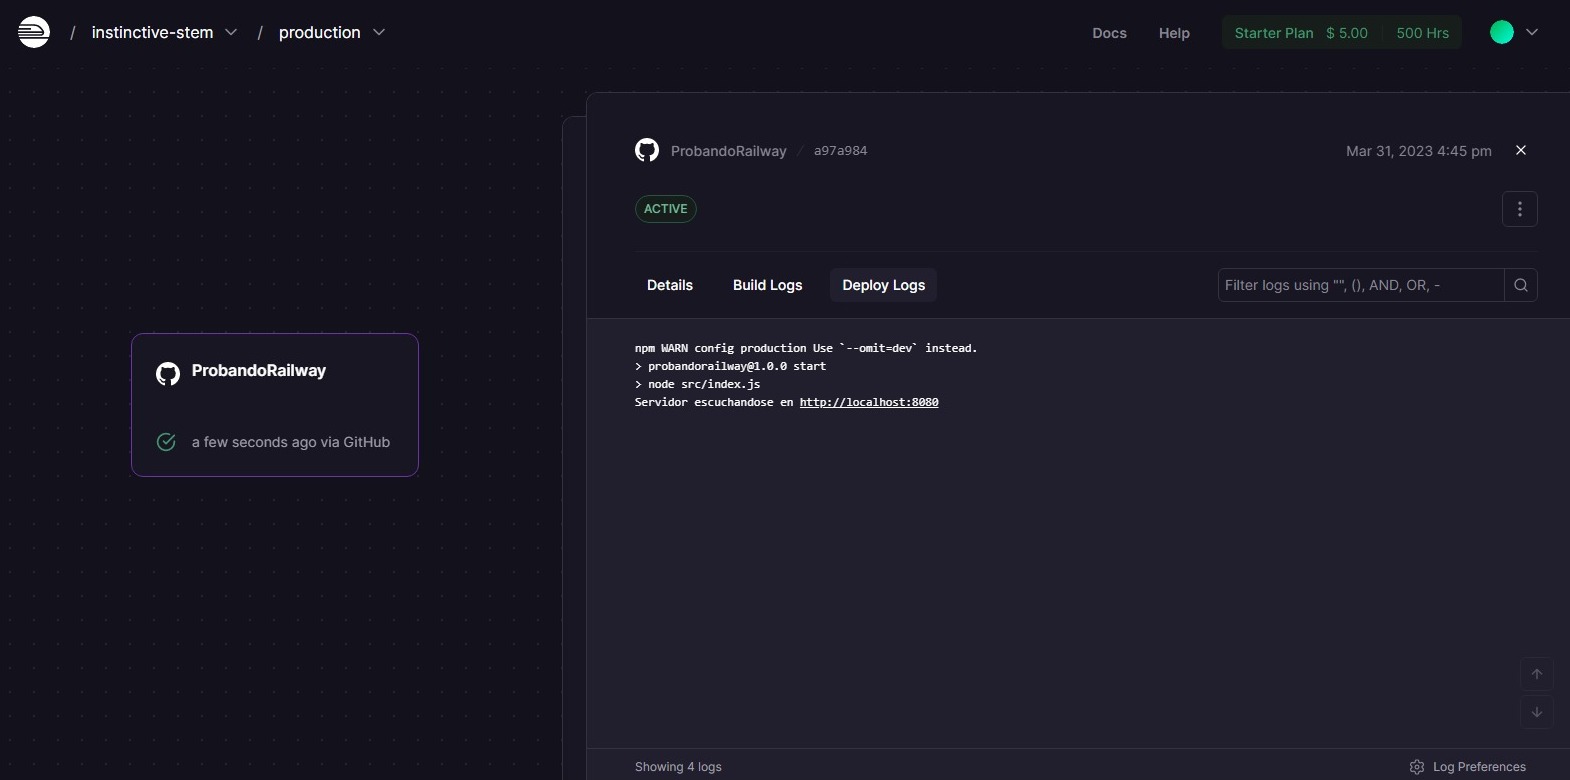 / instinctive-stem / production Docs Help Starter Plan $ 5.00 500 Hrs
ProbandoRailway / a97a984 Mar 31, 2023 4:45 pm
ACTIVE
Details Build Logs Deploy Logs Filter logs using "", (), AND, OR, -
npm WARN config production Use `--omit=dev` instead.
> probandorailway@1.0.0 start
> node src/index.js
Servidor escuchandose en http://localhost:8080
ProbandoRailway
a few seconds ago via GitHub
Showing 4 logs Log Preferences